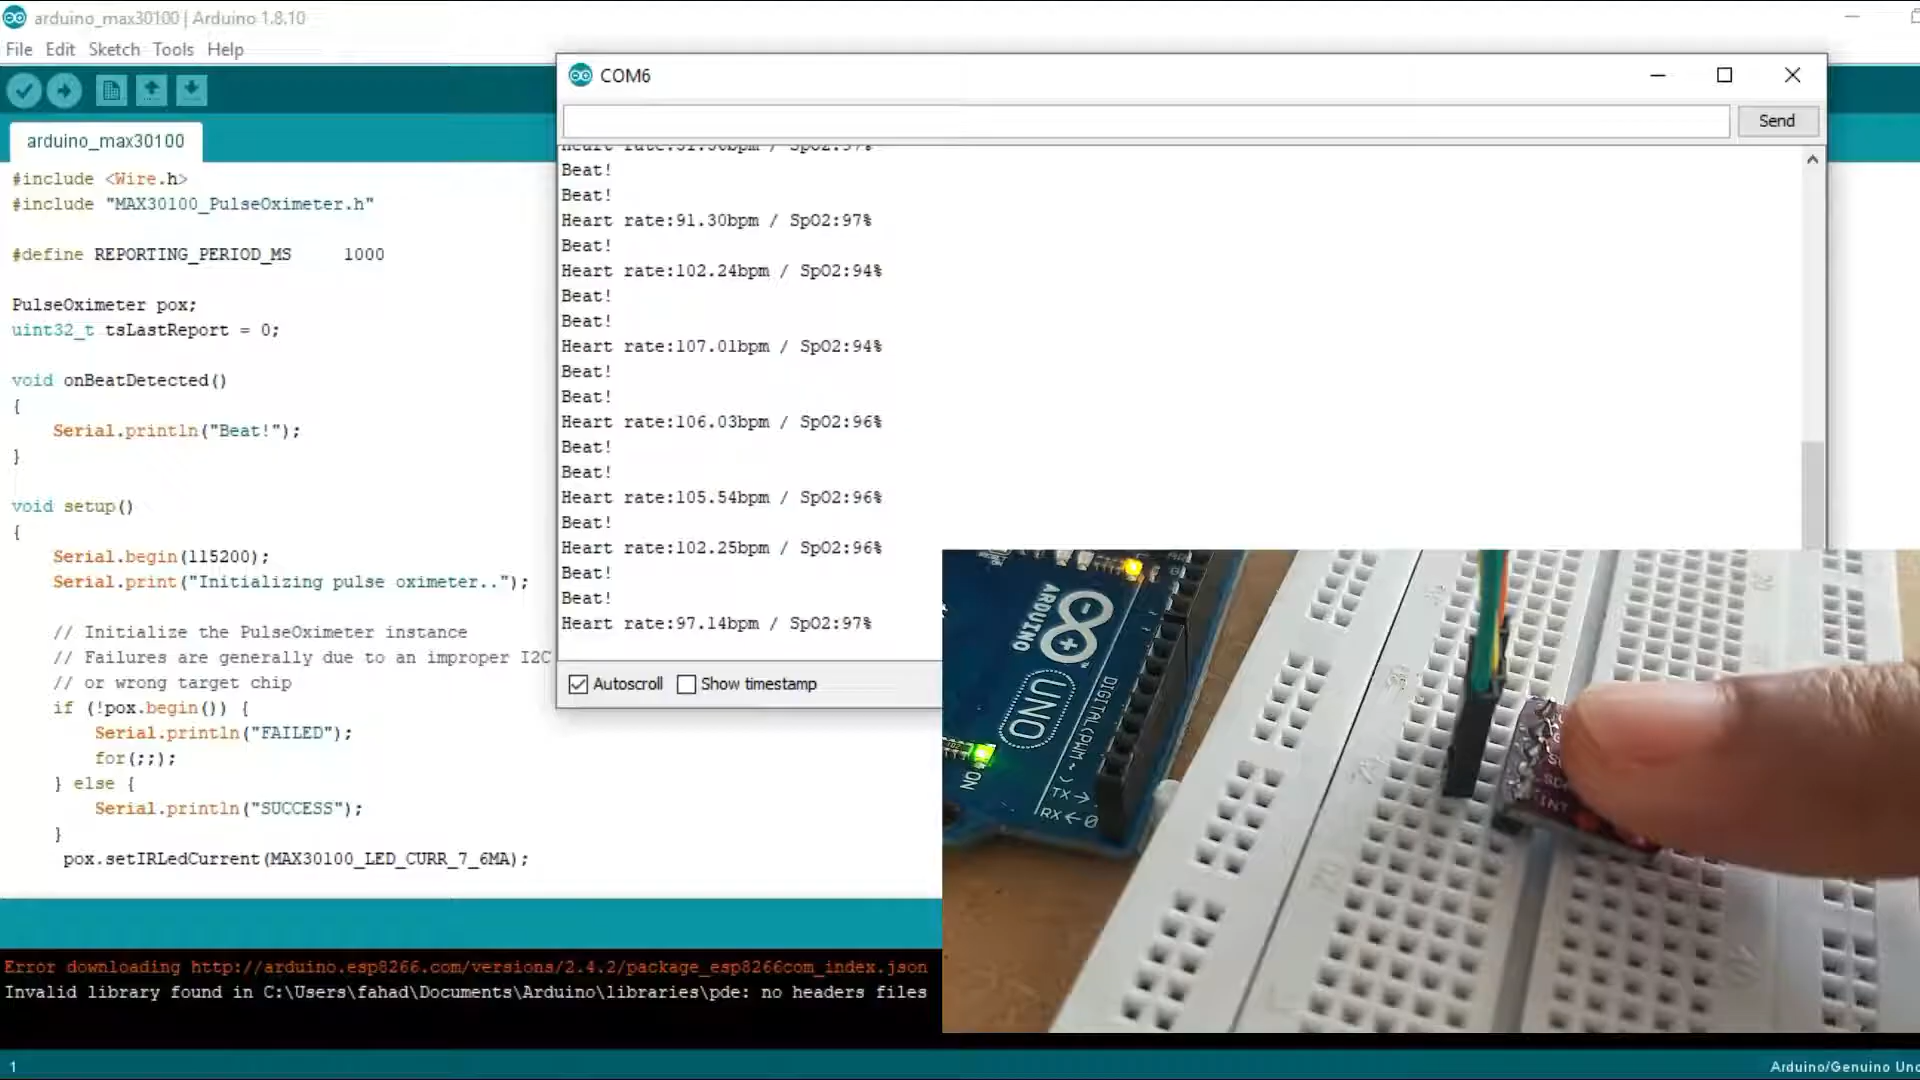 arduino_max30100 | Arduino 1.8.10
File Edit Sketch Tools Help
arduino_max30100
#include <Wire.h>
#include "MAX30100_PulseOximeter.h"
#define REPORTING_PERIOD_MS 1000
PulseOximeter pox;
uint32_t tsLastReport = 0;
void onBeatDetected()
{
Serial.println("Beat!");
}
void setup()
{
Serial.begin(115200);
Serial.print("Initializing pulse oximeter..");
// Initialize the PulseOximeter instance
// Failures are generally due to an improper I2C
// or wrong target chip
if (!pox.begin()) {
Serial.println("FAILED");
for(;;);
} else {
Serial.println("SUCCESS");
}
pox.setIRLedCurrent(MAX30100_LED_CURR_7_6MA);
COM6
Send
Beat!
Beat!
Heart rate:91.30bpm / SpO2:97%
Beat!
Heart rate:102.24bpm / SpO2:94%
Beat!
Beat!
Heart rate:107.01bpm / SpO2:94%
Beat!
Beat!
Heart rate:106.03bpm / SpO2:96%
Beat!
Beat!
Heart rate:105.54bpm / SpO2:96%
Beat!
Heart rate:102.25bpm / SpO2:96%
Beat!
Beat!
Heart rate:97.14bpm / SpO2:97%
Autoscroll Show timestamp
ARDUINO
UNO
DIGITAL (PWM ~)
TX→
RX←0
ON
Error downloading http://arduino.esp8266.com/versions/2.4.2/package_esp8266com_index.json
Invalid library found in C:\Users\fahad\Documents\Arduino\libraries\pde: no headers files
1
Arduino/Genuino Uno